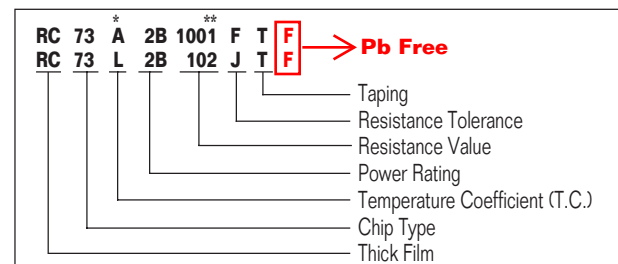 * **
RC 73 A 2B 1001 F T F Pb Free
RC 73 L 2B 102 J T F
Taping
Resistance Tolerance
Resistance Value
Power Rating
Temperature Coefficient (T.C.)
Chip Type
Thick Film